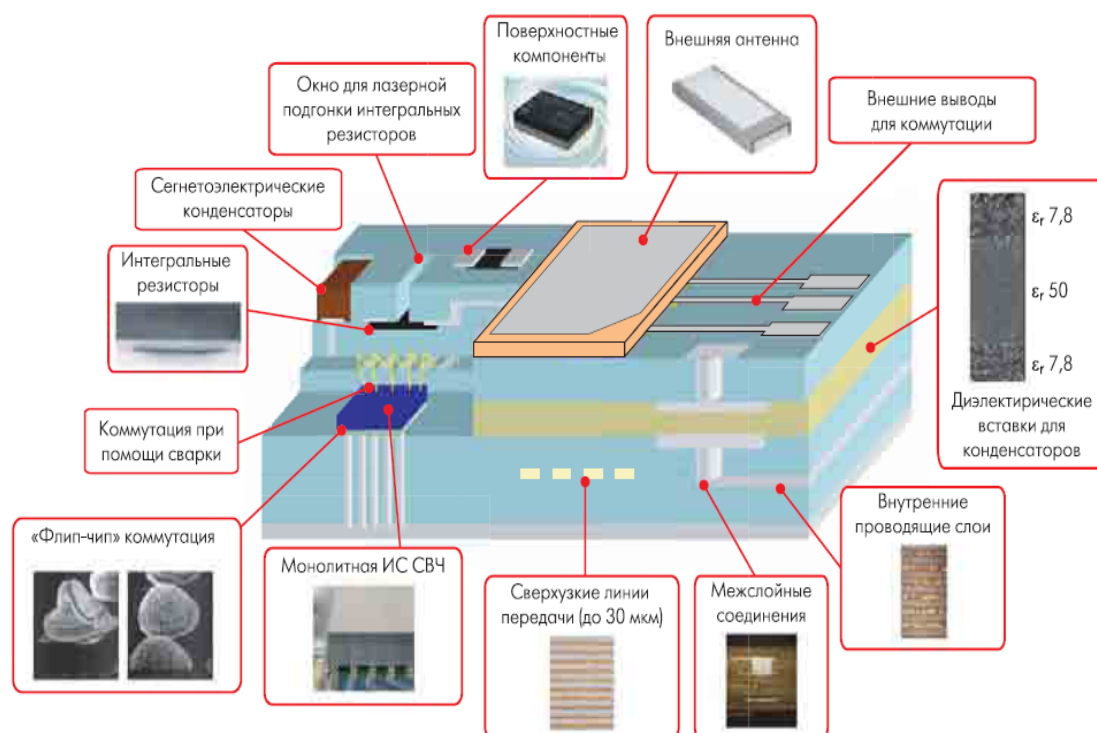 Поверхностные
компоненты
Внешняя антенна
Окно для лазерной
подгонки интегральных
резисторов
Внешние выводы
для коммутации
Сегнетоэлектрические
конденсаторы
Интегральные
резисторы
εr 7,8
εr 50
εr 7,8
Диэлектирические
вставки для
конденсаторов
Коммутация при
помощи сварки
«Флип-чип» коммутация
Монолитная ИС СВЧ
Сверхузкие линии
передачи (до 30 мкм)
Межслойные
соединения
Внутренние
проводящие слои